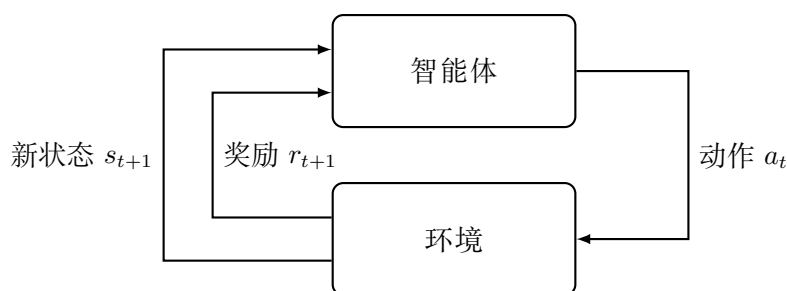 智能体
新状态 s_{t+1}
奖励 r_{t+1}
动作 a_t
环境